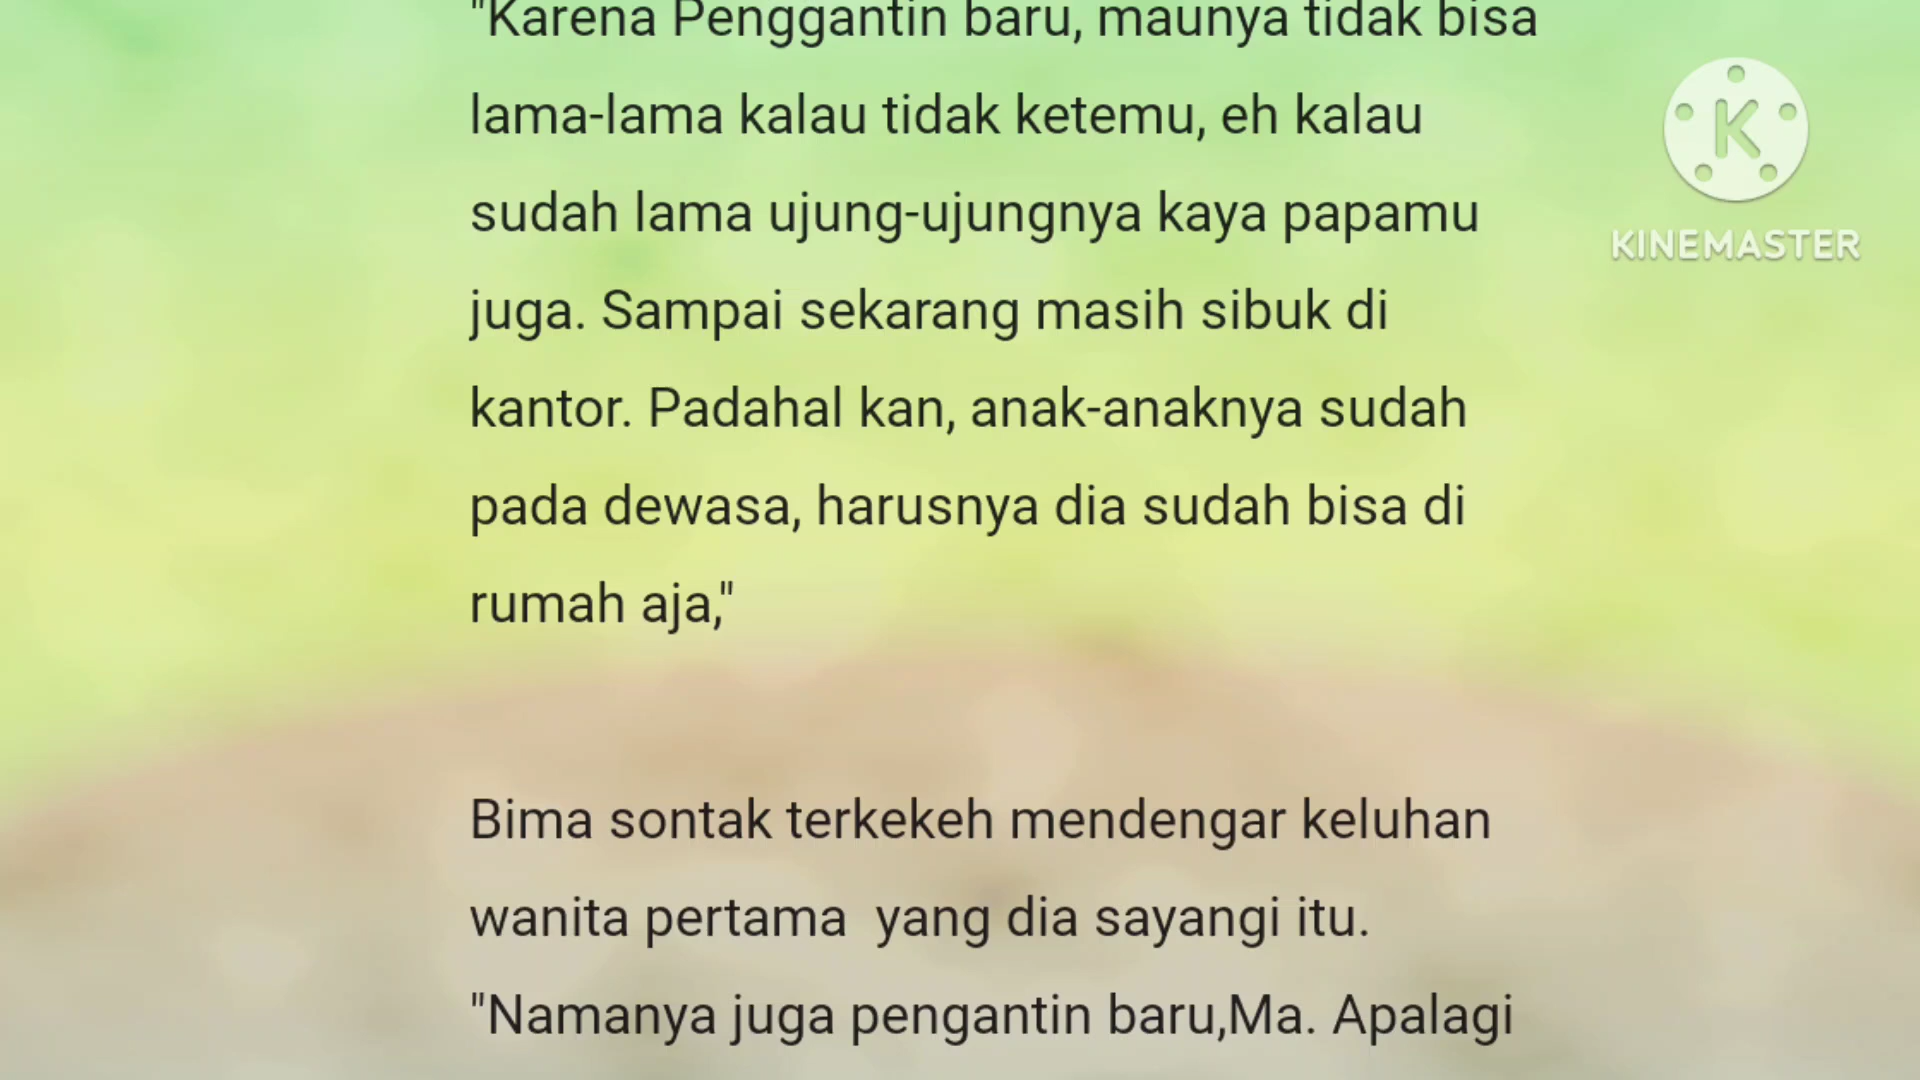 "Karena Penggantin baru, maunya tidak bisa
lama-lama kalau tidak ketemu, eh kalau
sudah lama ujung-ujungnya kaya papamu
juga. Sampai sekarang masih sibuk di
kantor. Padahal kan, anak-anaknya sudah
pada dewasa, harusnya dia sudah bisa di
rumah aja,"
Bima sontak terkekeh mendengar keluhan
wanita pertama  yang dia sayangi itu.
"Namanya juga pengantin baru,Ma. Apalagi
K
KINEMASTER